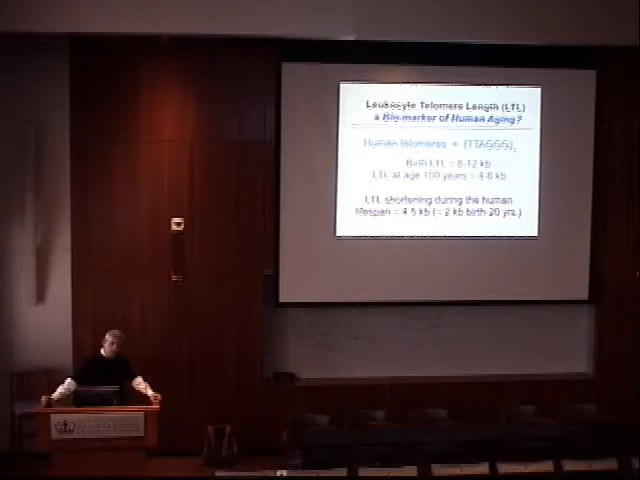 Leukocyte Telomere Length (LTL)
a Bio-marker of Human Aging?
Human telomeres = (TTAGGG)
Birth LTL = 8-12 kb
LTL at age 100 years = 4-6 kb
LTL shortening during the human
lifespan = 4-5 kb (= 2 kb birth-20 yrs.)